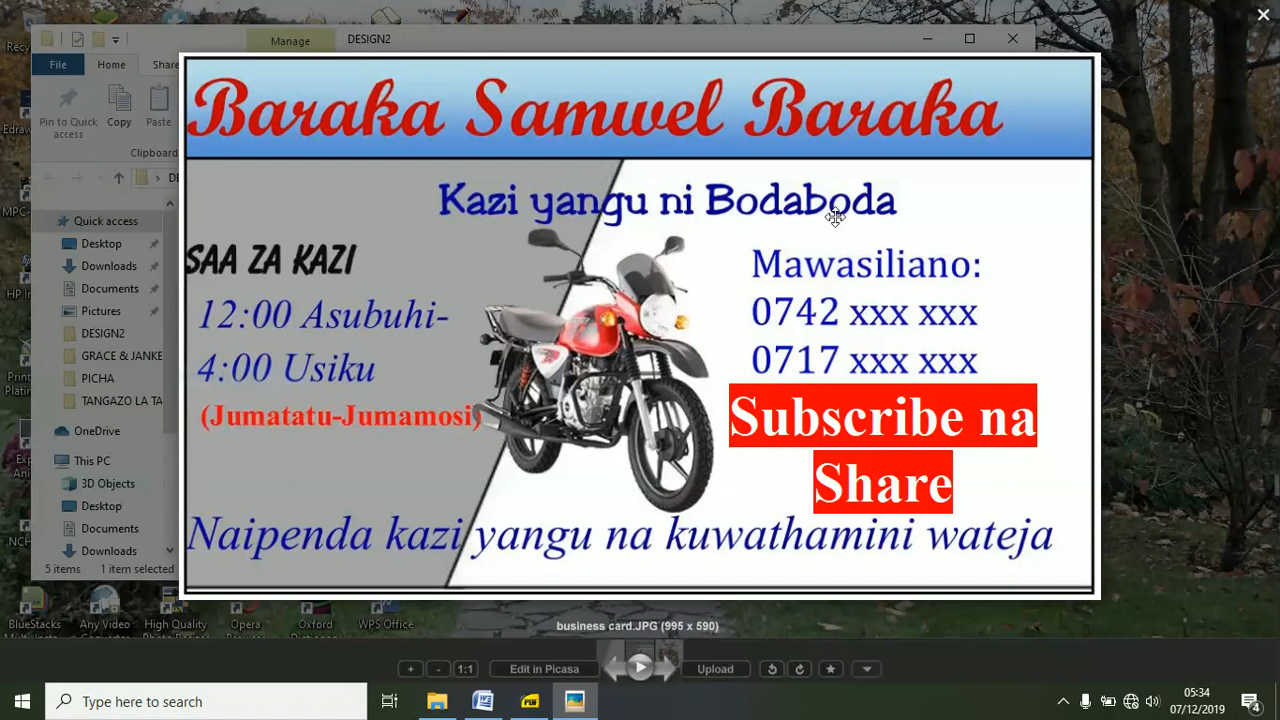 Manage
DESIGN2
File
Home
Share
Pin to Quick access
Copy
Paste
Clipboard
Quick access
Desktop
Downloads
Documents
Pictures
DESIGN2
GRACE & JANKE
PICHA
TANGAZO LA TA
OneDrive
This PC
3D Objects
Desktop
Documents
Downloads
5 items
1 item selected
Baraka Samwel Baraka
Kazi yangu ni Bodaboda
SAA ZA KAZI
12:00 Asubuhi-
4:00 Usiku
(Jumatatu-Jumamosi)
Mawasiliano:
0742 xxx xxx
0717 xxx xxx
Subscribe na
Share
Naipenda kazi yangu na kuwathamini wateja
BlueStacks
Any Video
High Quality
Opera
Oxford
WPS Office
business card.JPG (995 x 590)
1:1
Edit in Picasa
Upload
Type here to search
05:34
07/12/2019
4